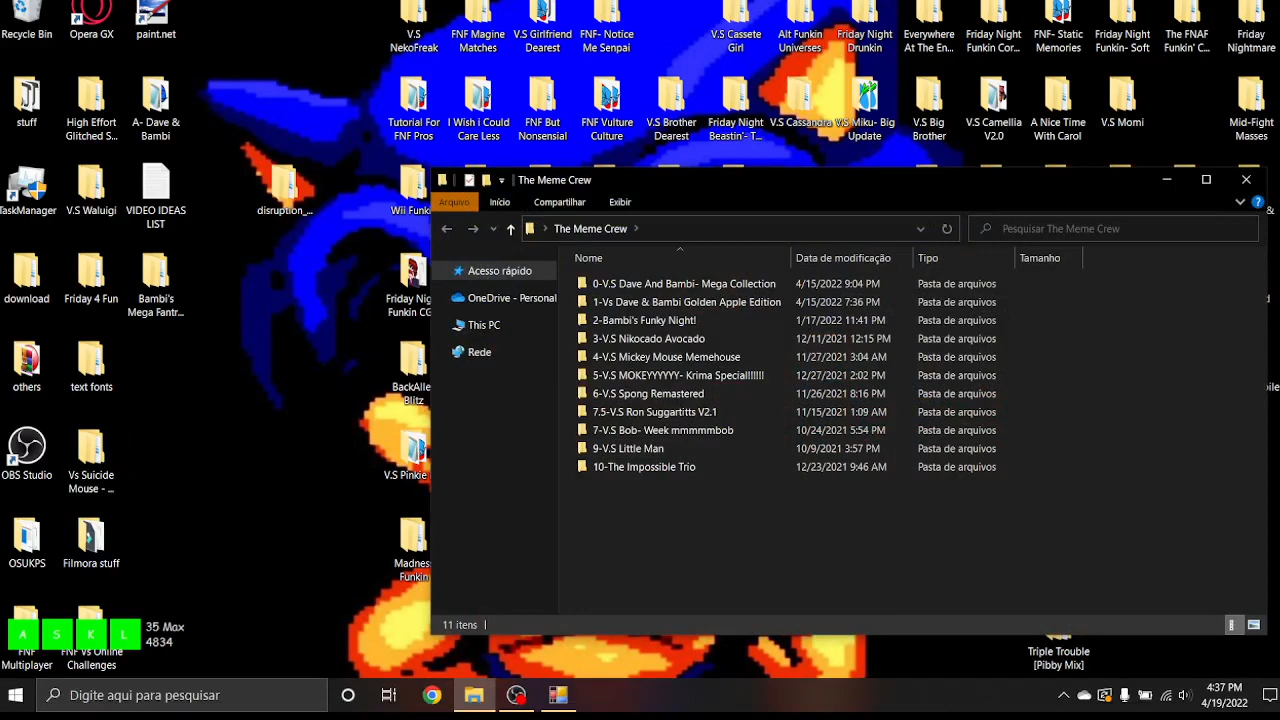 Recycle Bin
Opera GX
paint.net
V.S NekoFreak
FNF Magine Matches
V.S Girlfriend Dearest
FNF- Notice Me Senpai
V.S Cassete Girl
Alt Funkin Universes
Friday Night Drunkin
Everywhere At The En...
Friday Night Funkin Cor...
FNF- Static Memories
Friday Night Funkin- Soft
The FNAF Funkin' C...
Friday Nightmare
stuff
High Effort Glitched S...
A- Dave & Bambi
Tutorial For FNF Pros
I Wish i Could Care Less
FNF But Nonsensial
FNF Vulture Culture
V.S Brother Dearest
Friday Night Beastin'- T...
V.S Cassandra
V.S Miku- Big Update
V.S Big Brother
V.S Camellia V2.0
A Nice Time With Carol
V.S Momi
Mid-Fight Masses
TaskManager
V.S Waluigi
VIDEO IDEAS LIST
disruption_...
Wii Funki
download
Friday 4 Fun
Bambi's Mega Fantr...
Friday Nig
Funkin CG
others
text fonts
BackAlle
Blitz
OBS Studio
Vs Suicide Mouse - ...
V.S Pinkie
OSUKPS
Filmora stuff
Madnes
Funkin
FNF Multiplayer
FNF Vs Online Challenges
Triple Trouble [Pibby Mix]
The Meme Crew
Arquivo
Início
Compartilhar
Exibir
The Meme Crew
Pesquisar The Meme Crew
Acesso rápido
OneDrive - Personal
This PC
Rede
Nome Data de modificação Tipo Tamanho
0-V.S Dave And Bambi- Mega Collection 4/15/2022 9:04 PM Pasta de arquivos
1-Vs Dave & Bambi Golden Apple Edition 4/15/2022 7:36 PM Pasta de arquivos
2-Bambi's Funky Night! 1/17/2022 11:41 PM Pasta de arquivos
3-V.S Nikocado Avocado 12/11/2021 12:15 PM Pasta de arquivos
4-V.S Mickey Mouse Memehouse 11/27/2021 3:04 AM Pasta de arquivos
5-V.S MOKEYYYYYY- Krima Special!!!!!!! 12/27/2021 2:02 PM Pasta de arquivos
6-V.S Spong Remastered 11/26/2021 8:16 PM Pasta de arquivos
7.5-V.S Ron Suggartitts V2.1 11/15/2021 1:09 AM Pasta de arquivos
7-V.S Bob- Week mmmmmbob 10/24/2021 5:54 PM Pasta de arquivos
9-V.S Little Man 10/9/2021 3:57 PM Pasta de arquivos
10-The Impossible Trio 12/23/2021 9:46 AM Pasta de arquivos
11 itens
A S K L
35 Max
4834
Digite aqui para pesquisar
4:37 PM
4/19/2022